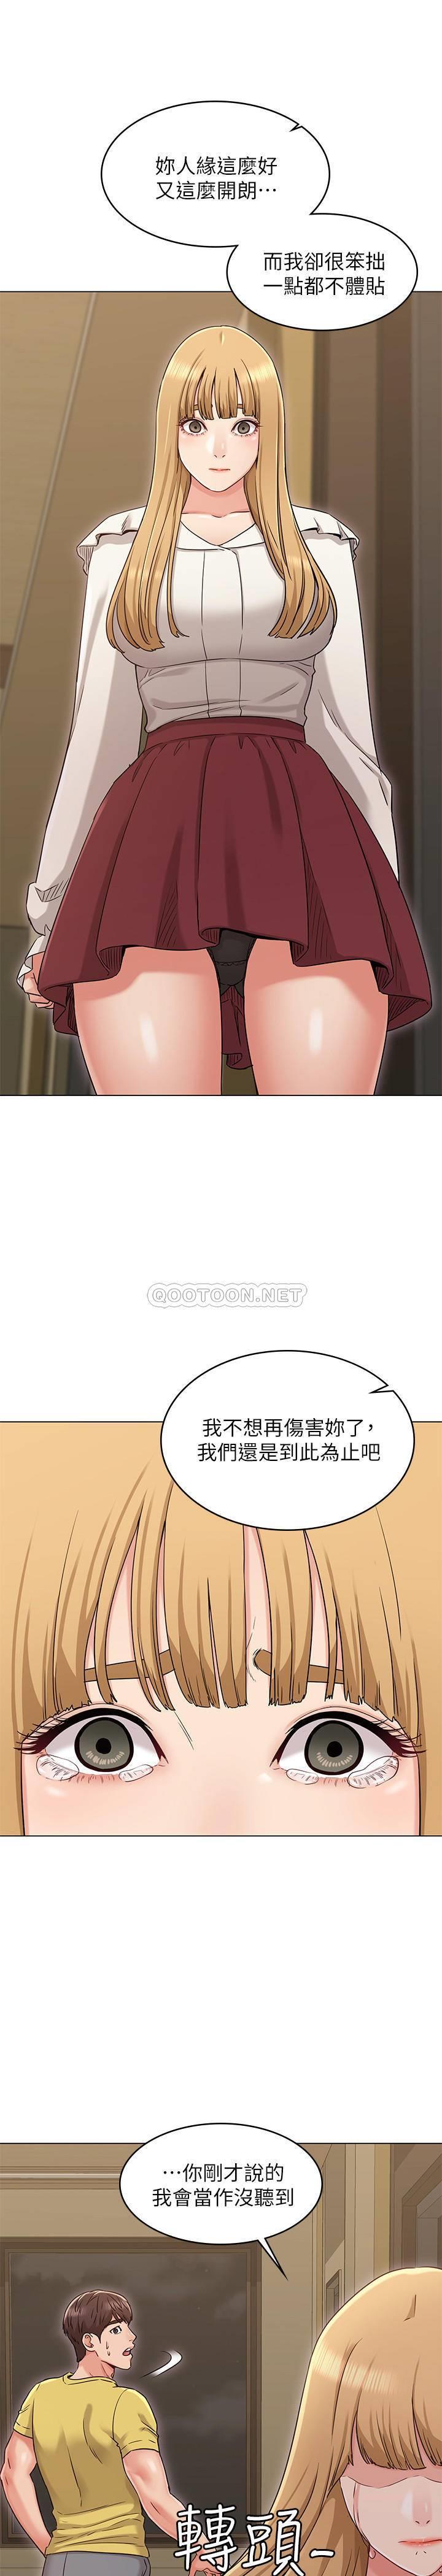 妳人緣這麼好
又這麼開朗…
而我卻很笨拙
一點都不體貼
QOOTOON.NET
我不想再傷害妳了，
我們還是到此為止吧
…你剛才說的
我會當作沒聽到
轉頭-